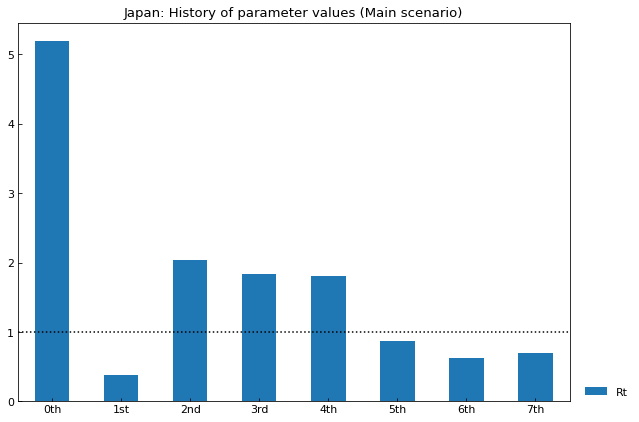 Japan: History of parameter values (Main scenario)
5
4
3
2
1
0
0th 1st 2nd 3rd 4th 5th 6th 7th
Rt